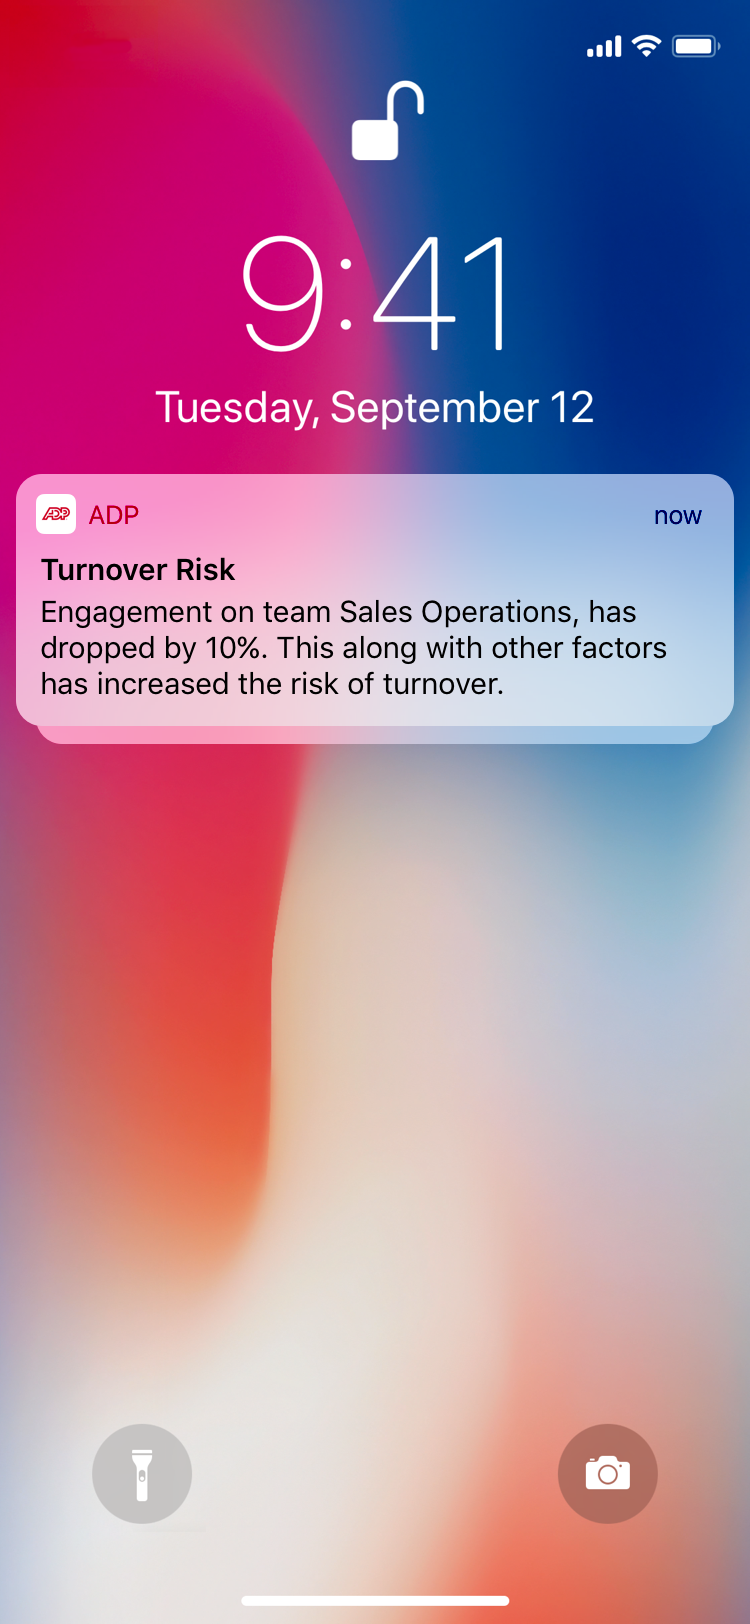 9:41
Tuesday, September 12
ADP ADP now
Turnover Risk
Engagement on team Sales Operations, has
dropped by 10%. This along with other factors
has increased the risk of turnover.